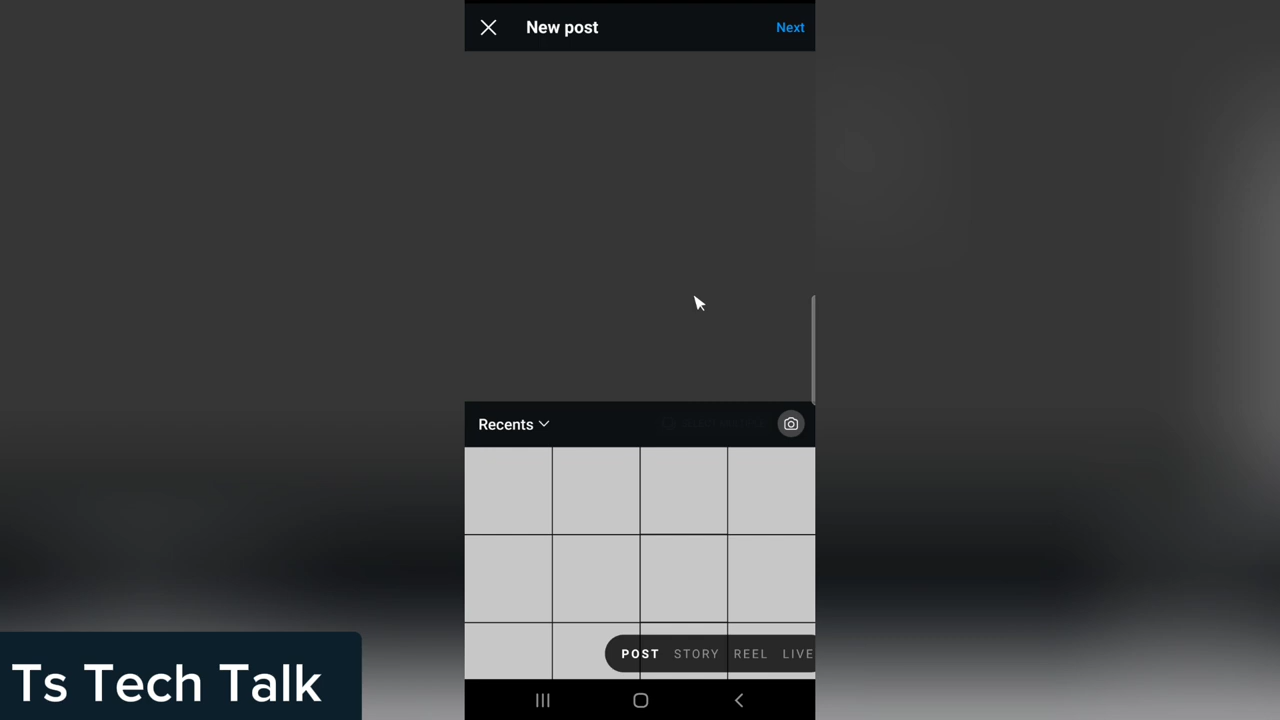 New post
Next
Recents
POST STORY REEL LIVE
Ts Tech Talk